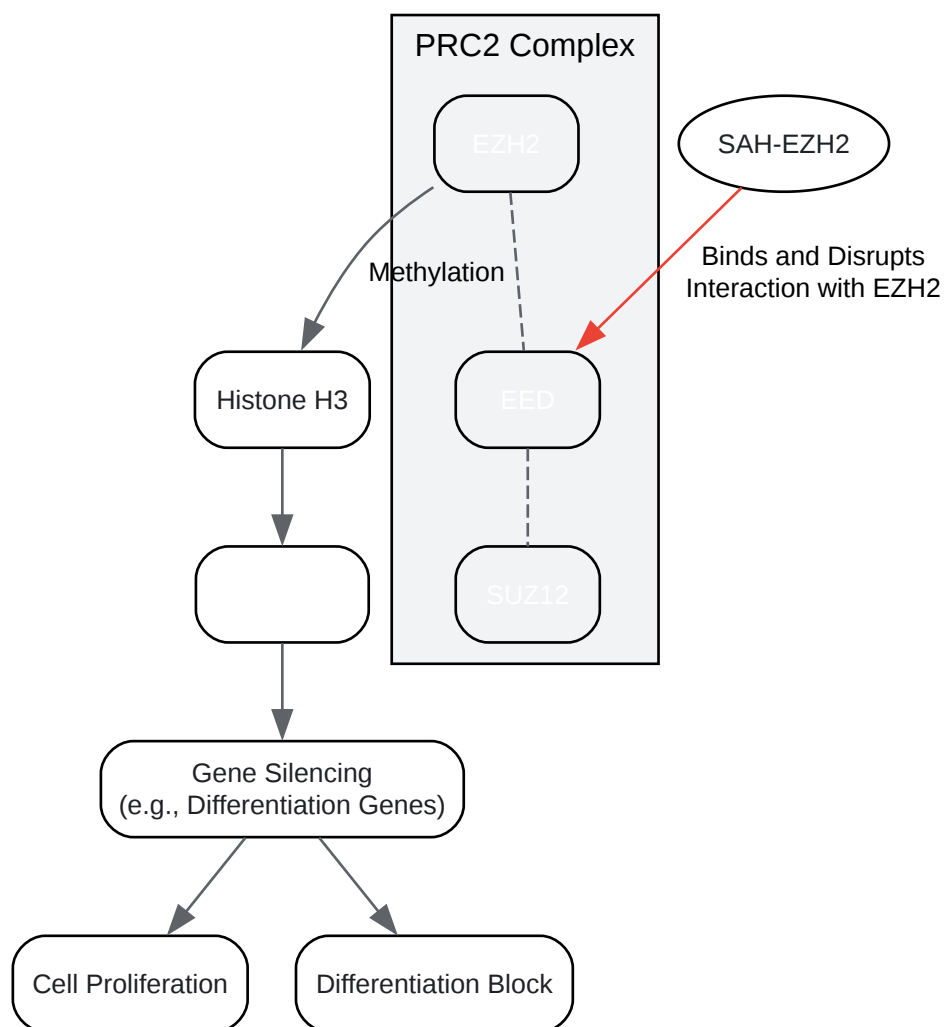 PRC2 Complex
EZH2
SAH-EZH2
Methylation
Binds and Disrupts
Interaction with EZH2
Histone H3
EED
SUZ12
Gene Silencing
(e.g., Differentiation Genes)
Cell Proliferation
Differentiation Block